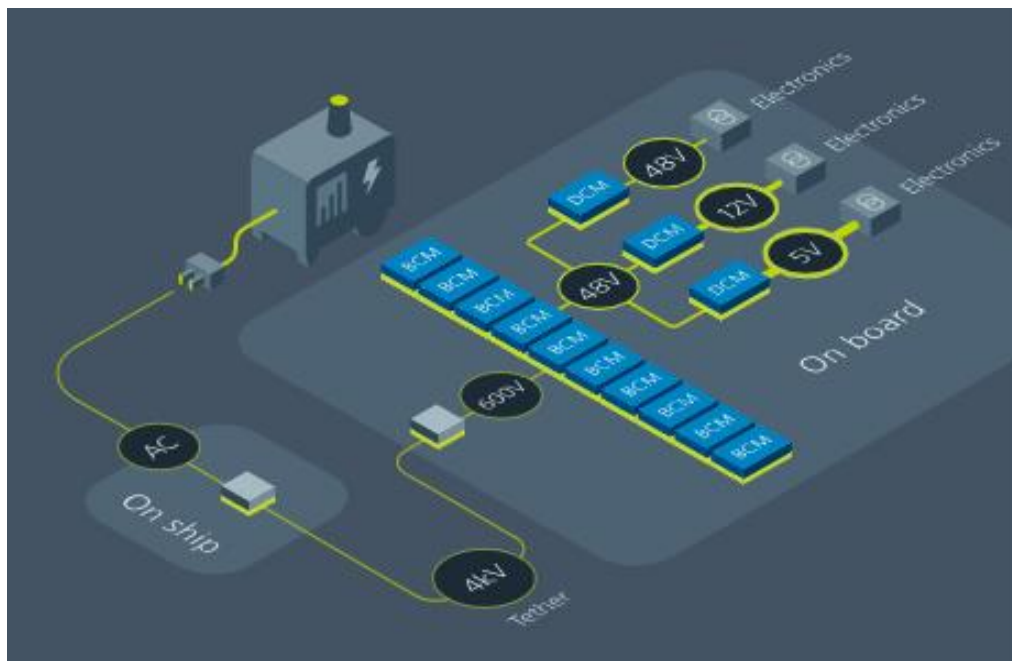 Electronics
Electronics
Electronics
48V
DCM
12V
DCM
5V
DCM
48V
BCM
BCM
BCM
BCM
BCM
BCM
BCM
BCM
BCM
BCM
On board
600V
AC
On ship
4kV
Tether